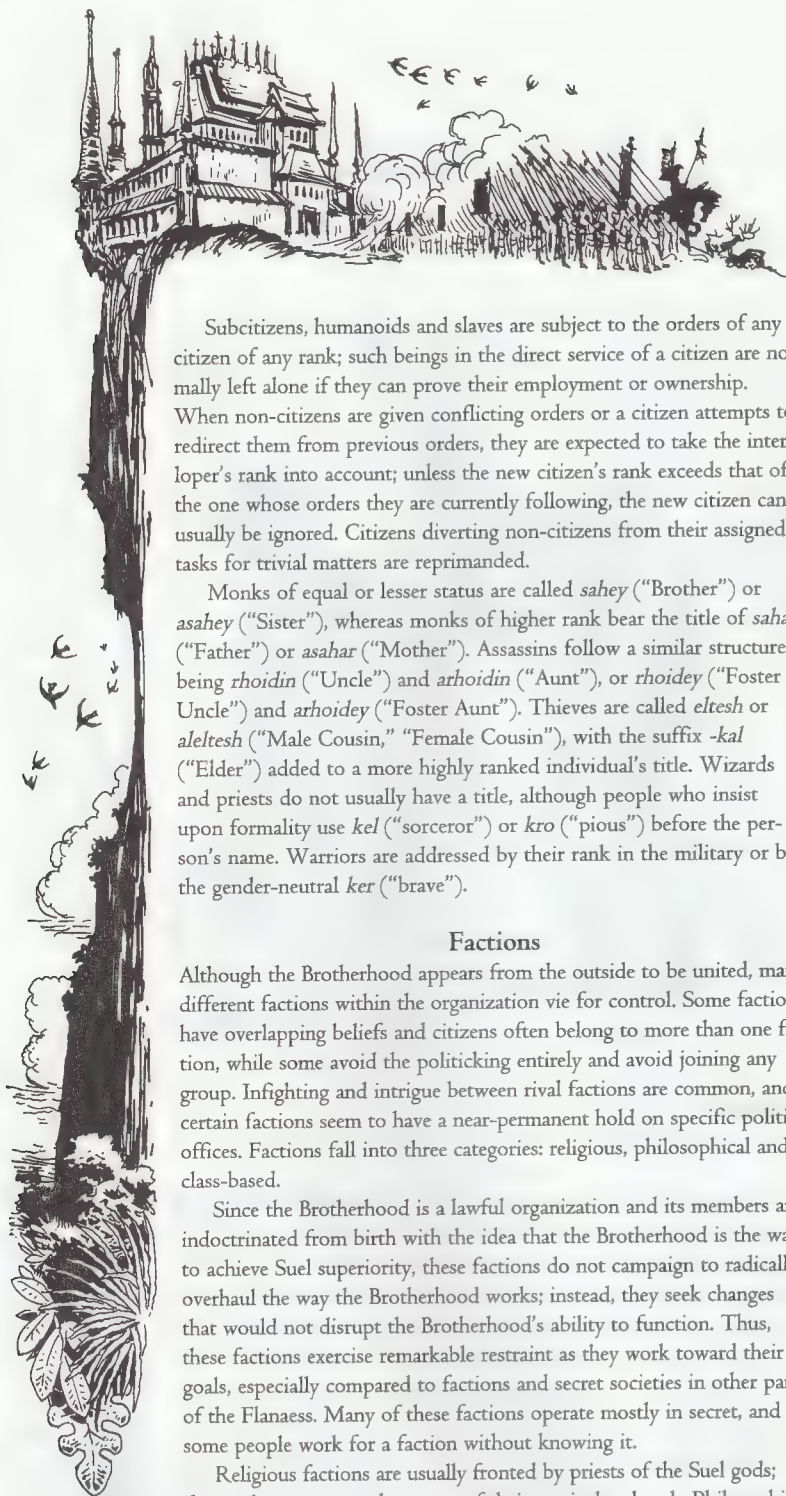 Subcitizens, humanoids and slaves are subject to the orders of any
citizen of any rank; such beings in the direct service of a citizen are no
mally left alone if they can prove their employment or ownership.
When non-citizens are given conflicting orders or a citizen attempts to
redirect them from previous orders, they are expected to take the inter
loper's rank into account; unless the new citizen's rank exceeds that of
the one whose orders they are currently following, the new citizen can
usually be ignored. Citizens diverting non-citizens from their assigned
tasks for trivial matters are reprimanded.
Monks of equal or lesser status are called sahey ("Brother") or
asahey ("Sister"), whereas monks of higher rank bear the title of saha
("Father") or asahar ("Mother"). Assassins follow a similar structure
being rhoidin ("Uncle") and arhoidin ("Aunt"), or rhoidey ("Foster
Uncle") and arhoidey ("Foster Aunt"). Thieves are called eltesh or
aleltesh ("Male Cousin," "Female Cousin"), with the suffix -kal
("Elder") added to a more highly ranked individual's title. Wizards
and priests do not usually have a title, although people who insist
upon formality use kel ("sorceror") or kro ("pious") before the per-
son's name. Warriors are addressed by their rank in the military or b
the gender-neutral ker ("brave").
Factions
Although the Brotherhood appears from the outside to be united, ma
different factions within the organization vie for control. Some factio
have overlapping beliefs and citizens often belong to more than one f
tion, while some avoid the politicking entirely and avoid joining any
group. Infighting and intrigue between rival factions are common, and
certain factions seem to have a near-permanent hold on specific politi
offices. Factions fall into three categories: religious, philosophical and
class-based.
Since the Brotherhood is a lawful organization and its members a
indoctrinated from birth with the idea that the Brotherhood is the wa
to achieve Suel superiority, these factions do not campaign to radicall
overhaul the way the Brotherhood works; instead, they seek changes
that would not disrupt the Brotherhood's ability to function. Thus,
these factions exercise remarkable restraint as they work toward their
goals, especially compared to factions and secret societies in other par
of the Flanaess. Many of these factions operate mostly in secret, and
some people work for a faction without knowing it.
Religious factions are usually fronted by priests of the Suel gods;